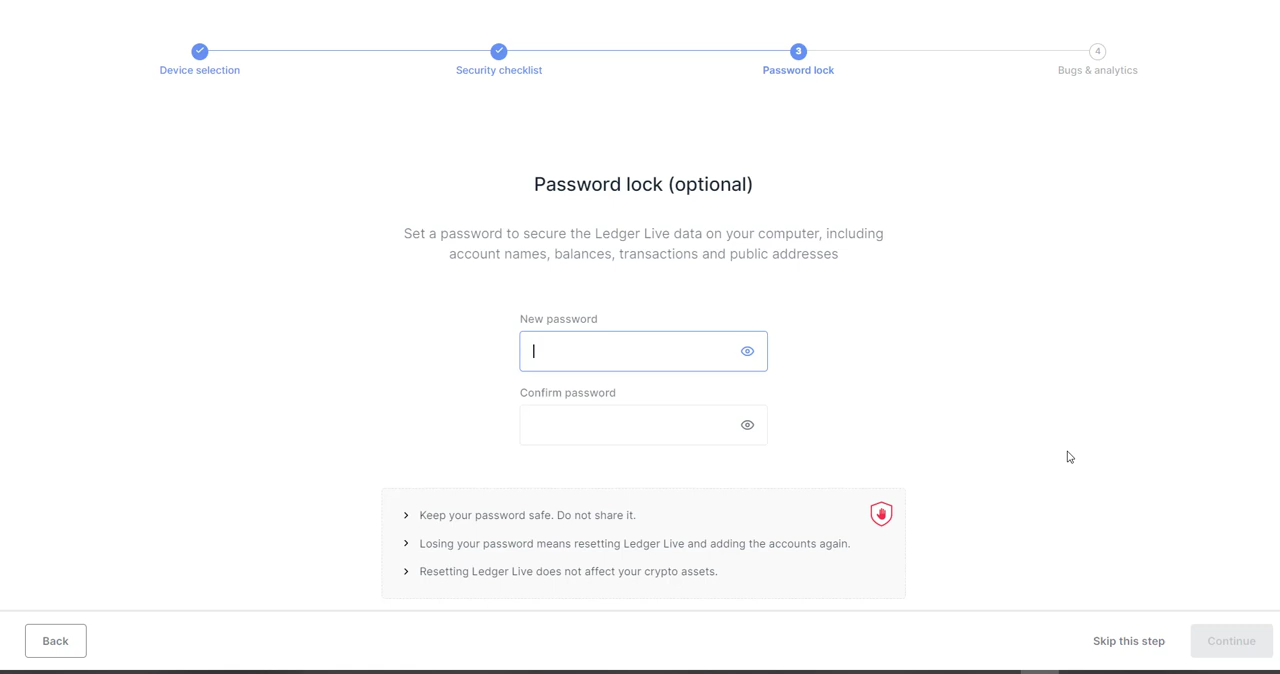 3
4
Device selection
Security checklist
Password lock
Bugs & analytics
Password lock (optional)
Set a password to secure the Ledger Live data on your computer, including
account names, balances, transactions and public addresses
New password
Confirm password
Keep your password safe. Do not share it.
Losing your password means resetting Ledger Live and adding the accounts again.
Resetting Ledger Live does not affect your crypto assets.
Back
Skip this step
Continue